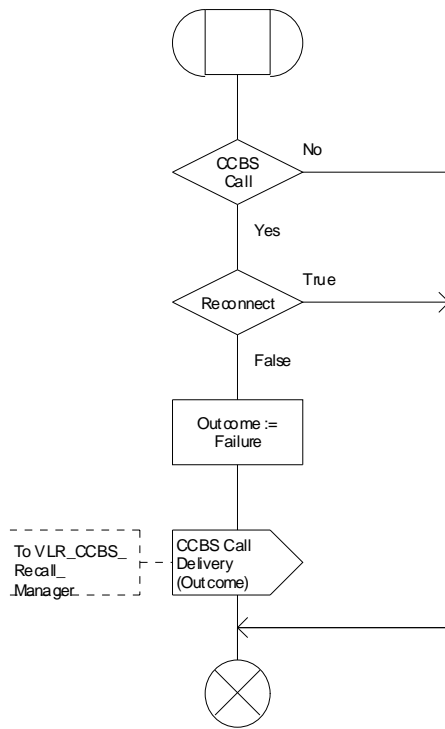 No
CCBS
Call
Yes
True
Reconnect
False
Outcome :=
Failure
To VLR_CCBS_
Recall_
Manager
CCBS Call
Delivery
(Outcome)